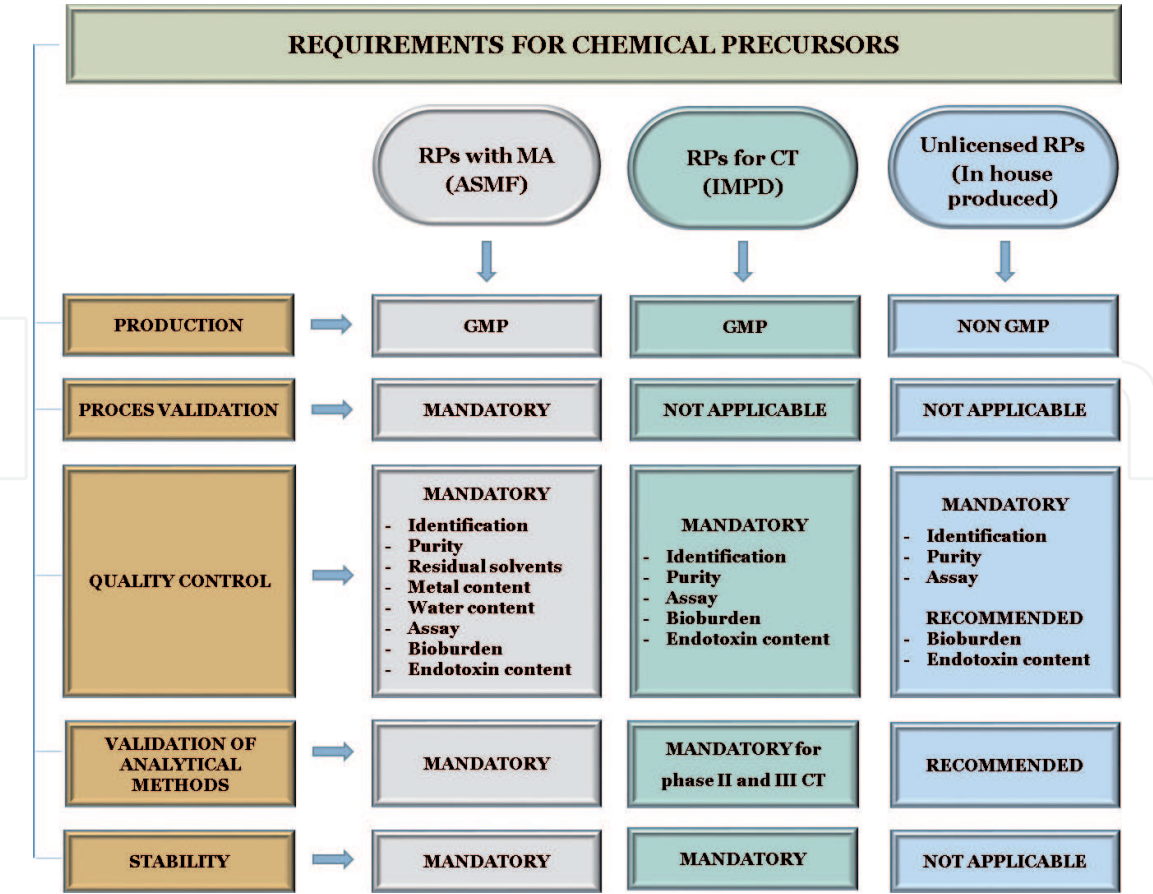 REQUIREMENTS FOR CHEMICAL PRECURSORS
RPs with MA
(ASMF)
RPs for CT
(IMPD)
Unlicensed RPs
(In house
produced)
PRODUCTION
GMP
GMP
NON GMP
PROCES VALIDATION
MANDATORY
NOT APPLICABLE
NOT APPLICABLE
QUALITY CONTROL
MANDATORY
- Identification
- Purity
- Residual solvents
- Metal content
- Water content
- Assay
- Bioburden
- Endotoxin content
MANDATORY
- Identification
- Purity
- Assay
- Bioburden
- Endotoxin content
MANDATORY
- Identification
- Purity
- Assay
RECOMMENDED
- Bioburden
- Endotoxin content
VALIDATION OF
ANALYTICAL
METHODS
MANDATORY
MANDATORY for
phase II and III CT
RECOMMENDED
STABILITY
MANDATORY
MANDATORY
NOT APPLICABLE